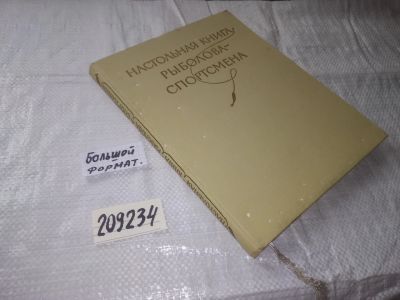 НАСТОЛЬНАЯ КНИГА
РЫБОЛОВА-
СПОРТСМЕНА
большой
формат.
209234